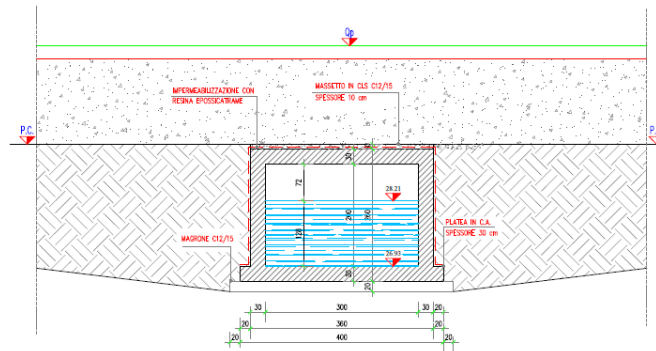 Qp
IMPERMEABILIZZAZIONE CON
RESINA EPOSSICATRAME
MASSETTO IN CLS C12/15
SPESSORE 10 cm
P.C.
P.
30
72
28.21
200
260
128
PLATEA IN C.A.
SPESSORE 30 cm
MAGRONE C12/15
26.93
30
20
30
300
30
20
20
360
20
20
400
20